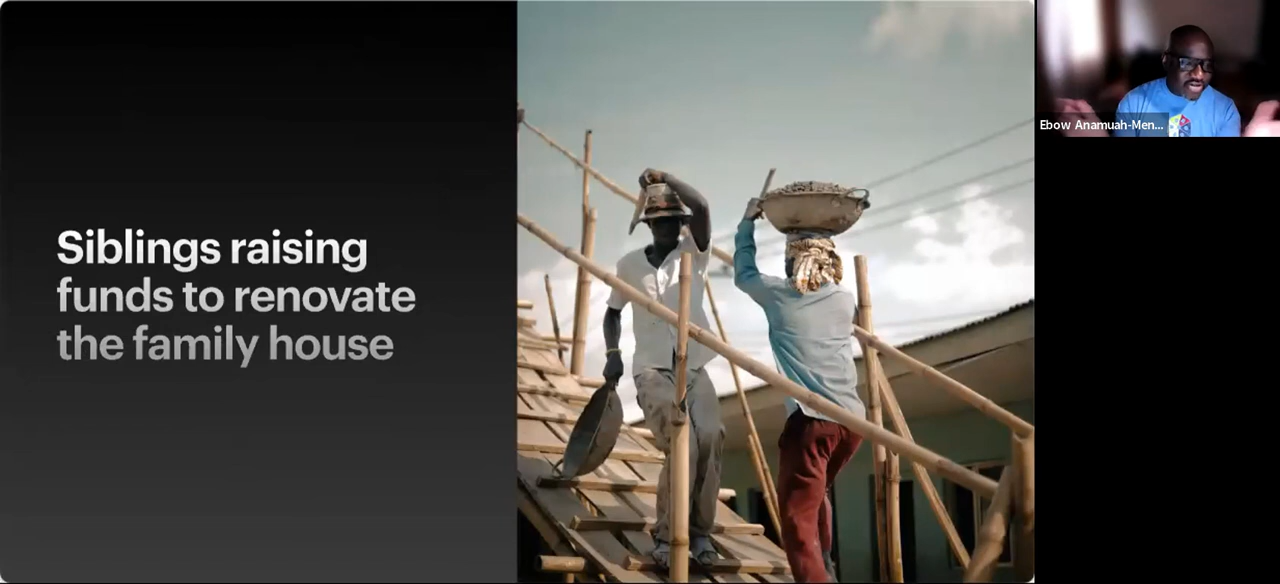 Siblings raising
funds to renovate
the family house
Ebow Anamuah-Men...